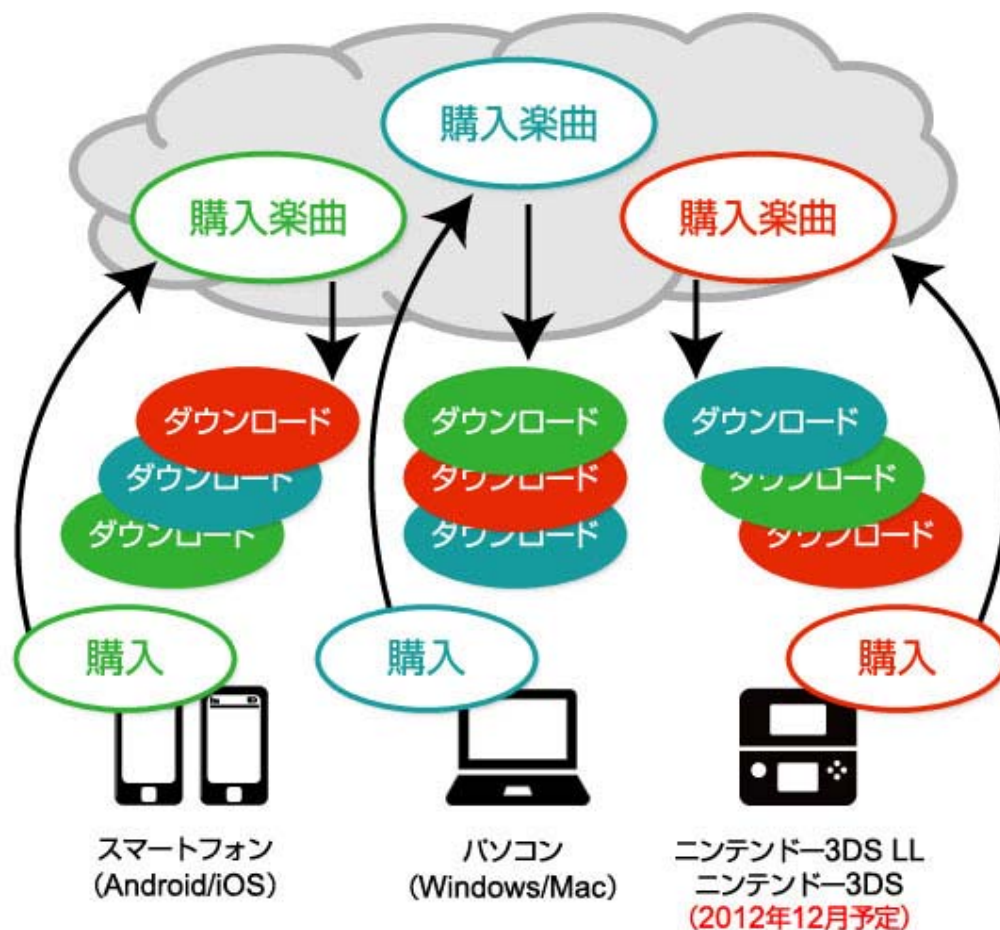 購入楽曲
購入楽曲
購入楽曲
ダウンロード
ダウンロード
ダウンロード
ダウンロード
ダウンロード
ダウンロード
ダウンロード
ダウンロード
ダウンロード
購入
購入
購入
スマートフォン
(Android/iOS)
パソコン
(Windows/Mac)
ニンテンドー3DS LL
ニンテンドー3DS
(2012年12月予定)